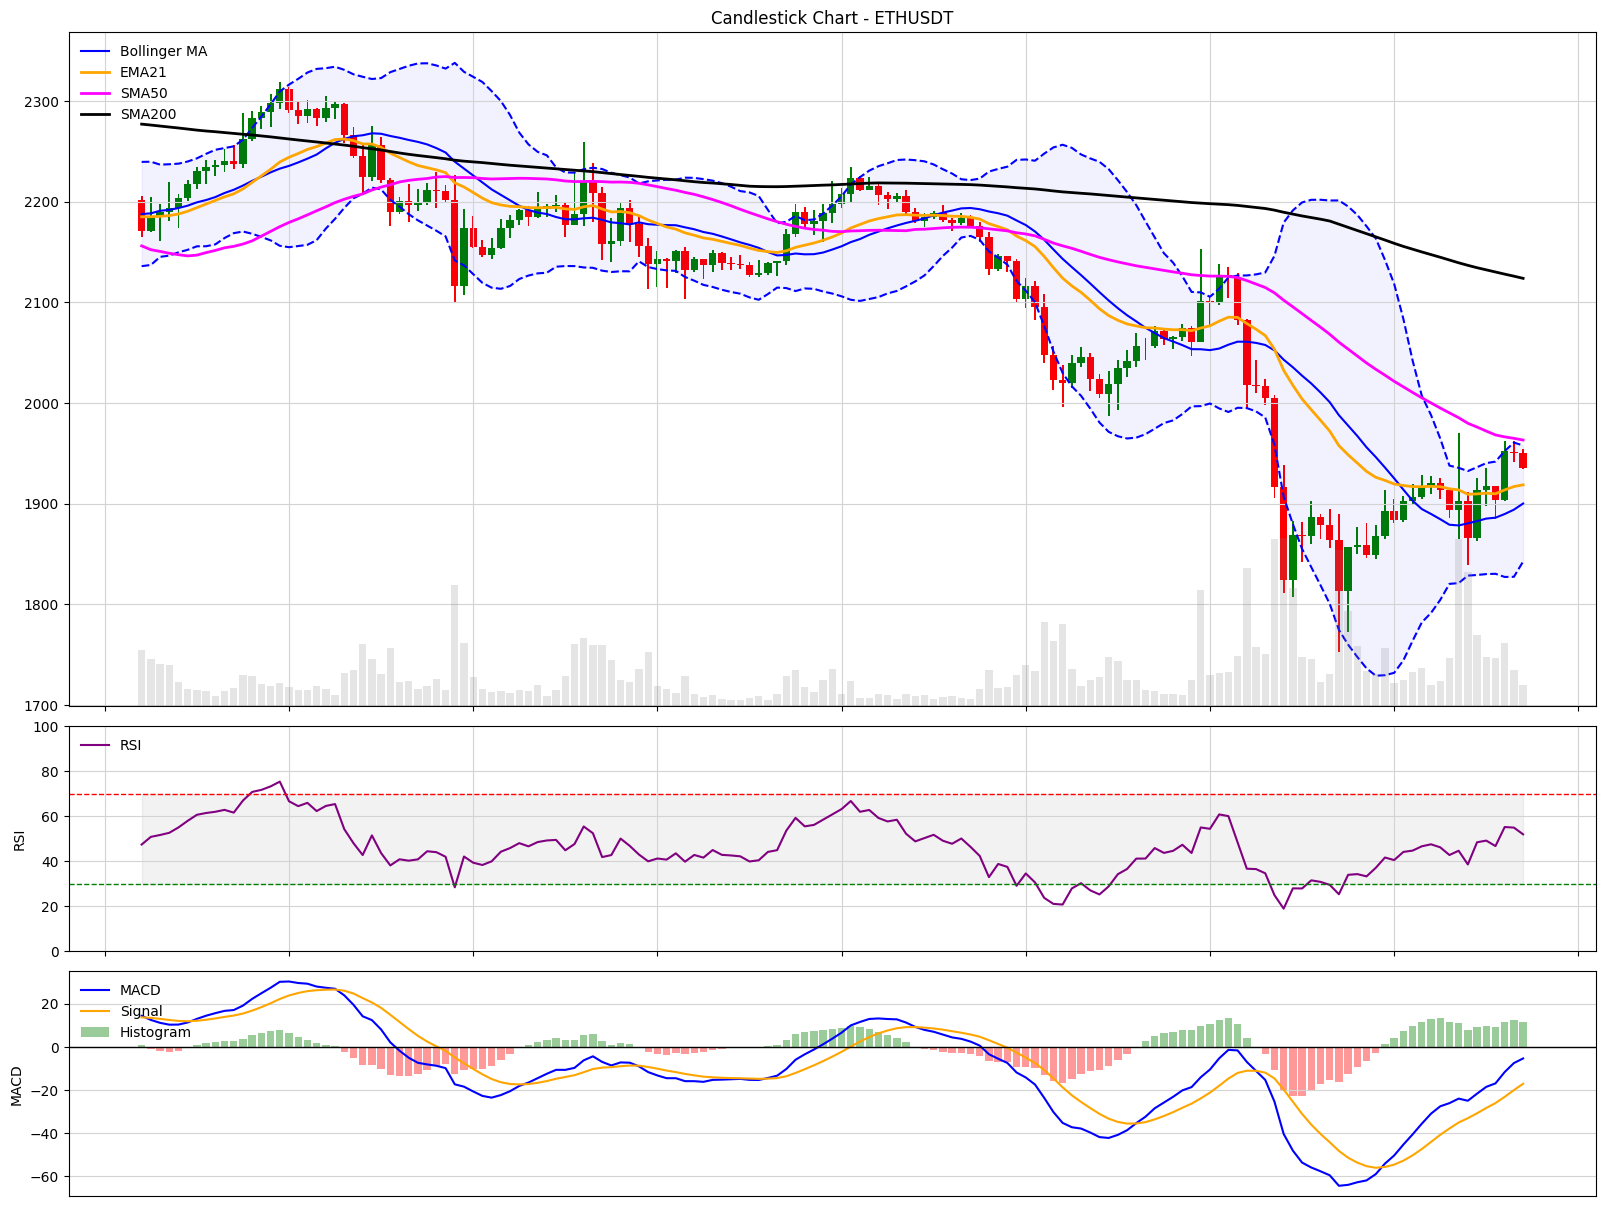 Candlestick Chart - ETHUSDT
Bollinger MA
EMA21
SMA50
SMA200
2300
2200
2100
2000
1900
1800
1700
RSI
100
80
60
40
20
0
RSI
MACD
Signal
Histogram
20
0
−20
−40
−60
MACD